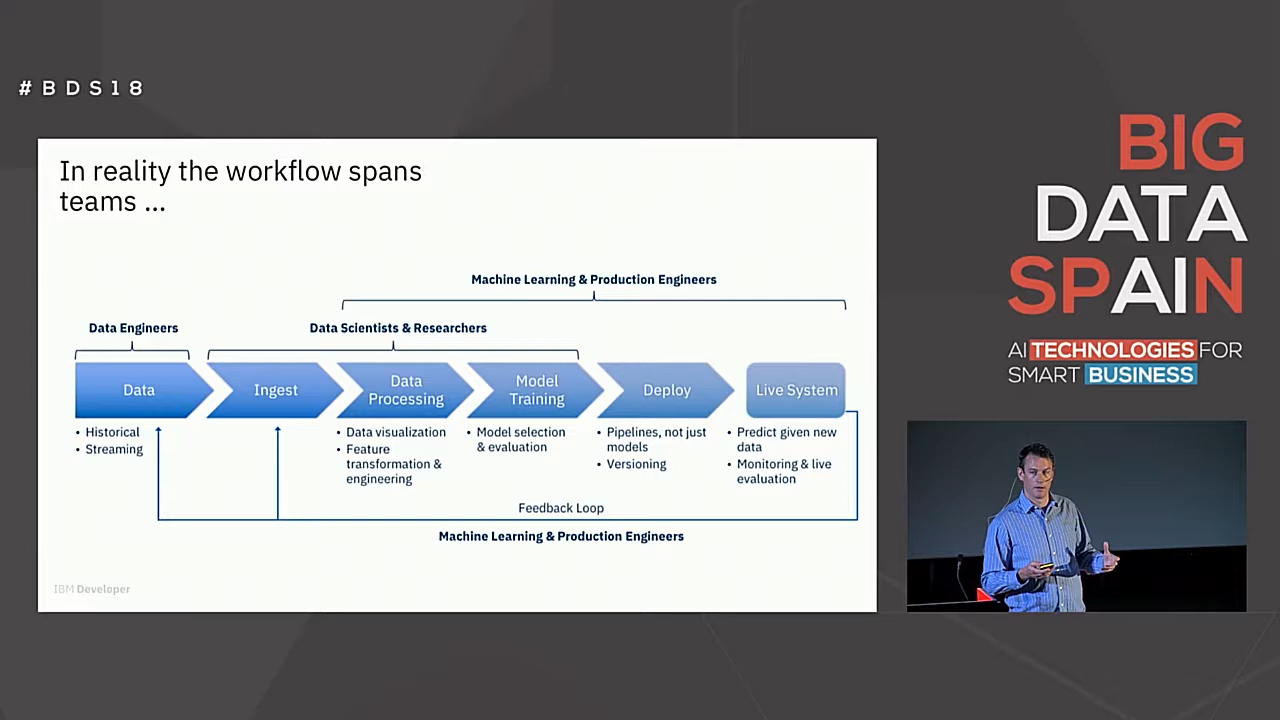 #BDS18
In reality the workflow spans
teams ...
Machine Learning & Production Engineers
Data Engineers
Data Scientists & Researchers
Data
Ingest
Data
Processing
Model
Training
Deploy
Live System
• Historical
• Streaming
• Data visualization
• Feature
transformation &
engineering
• Model selection
& evaluation
• Pipelines, not just
models
• Versioning
• Predict given new
data
• Monitoring & live
evaluation
Feedback Loop
Machine Learning & Production Engineers
IBM Developer
BIG
DATA
SPAIN
AI TECHNOLOGIES FOR
SMART BUSINESS